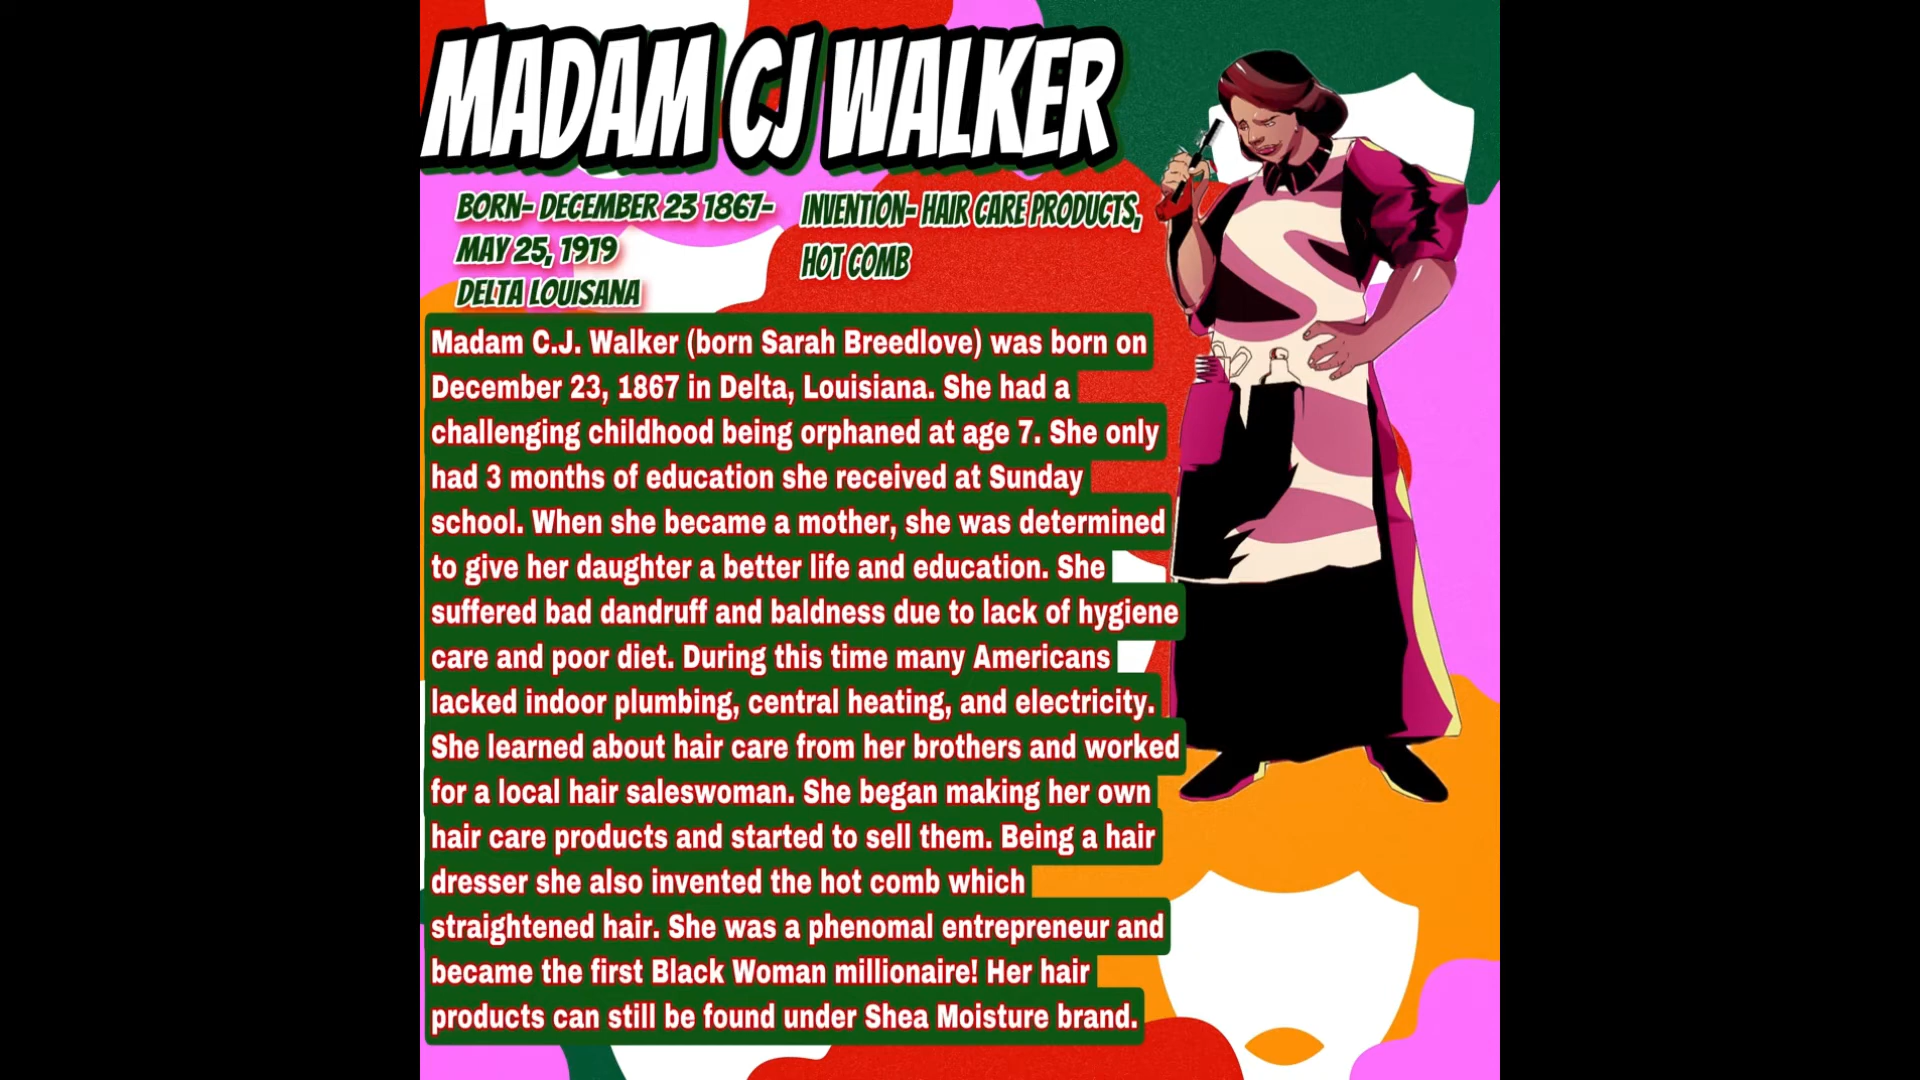 MADAM CJ WALKER
BORN- DECEMBER 23 1867-
MAY 25, 1919
DELTA LOUISANA
INVENTION- HAIR CARE PRODUCTS,
HOT COMB
Madam C.J. Walker (born Sarah Breedlove) was born on
December 23, 1867 in Delta, Louisiana. She had a
challenging childhood being orphaned at age 7. She only
had 3 months of education she received at Sunday
school. When she became a mother, she was determined
to give her daughter a better life and education. She
suffered bad dandruff and baldness due to lack of hygiene
care and poor diet. During this time many Americans
lacked indoor plumbing, central heating, and electricity.
She learned about hair care from her brothers and worked
for a local hair saleswoman. She began making her own
hair care products and started to sell them. Being a hair
dresser she also invented the hot comb which
straightened hair. She was a phenomal entrepreneur and
became the first Black Woman millionaire! Her hair
products can still be found under Shea Moisture brand.